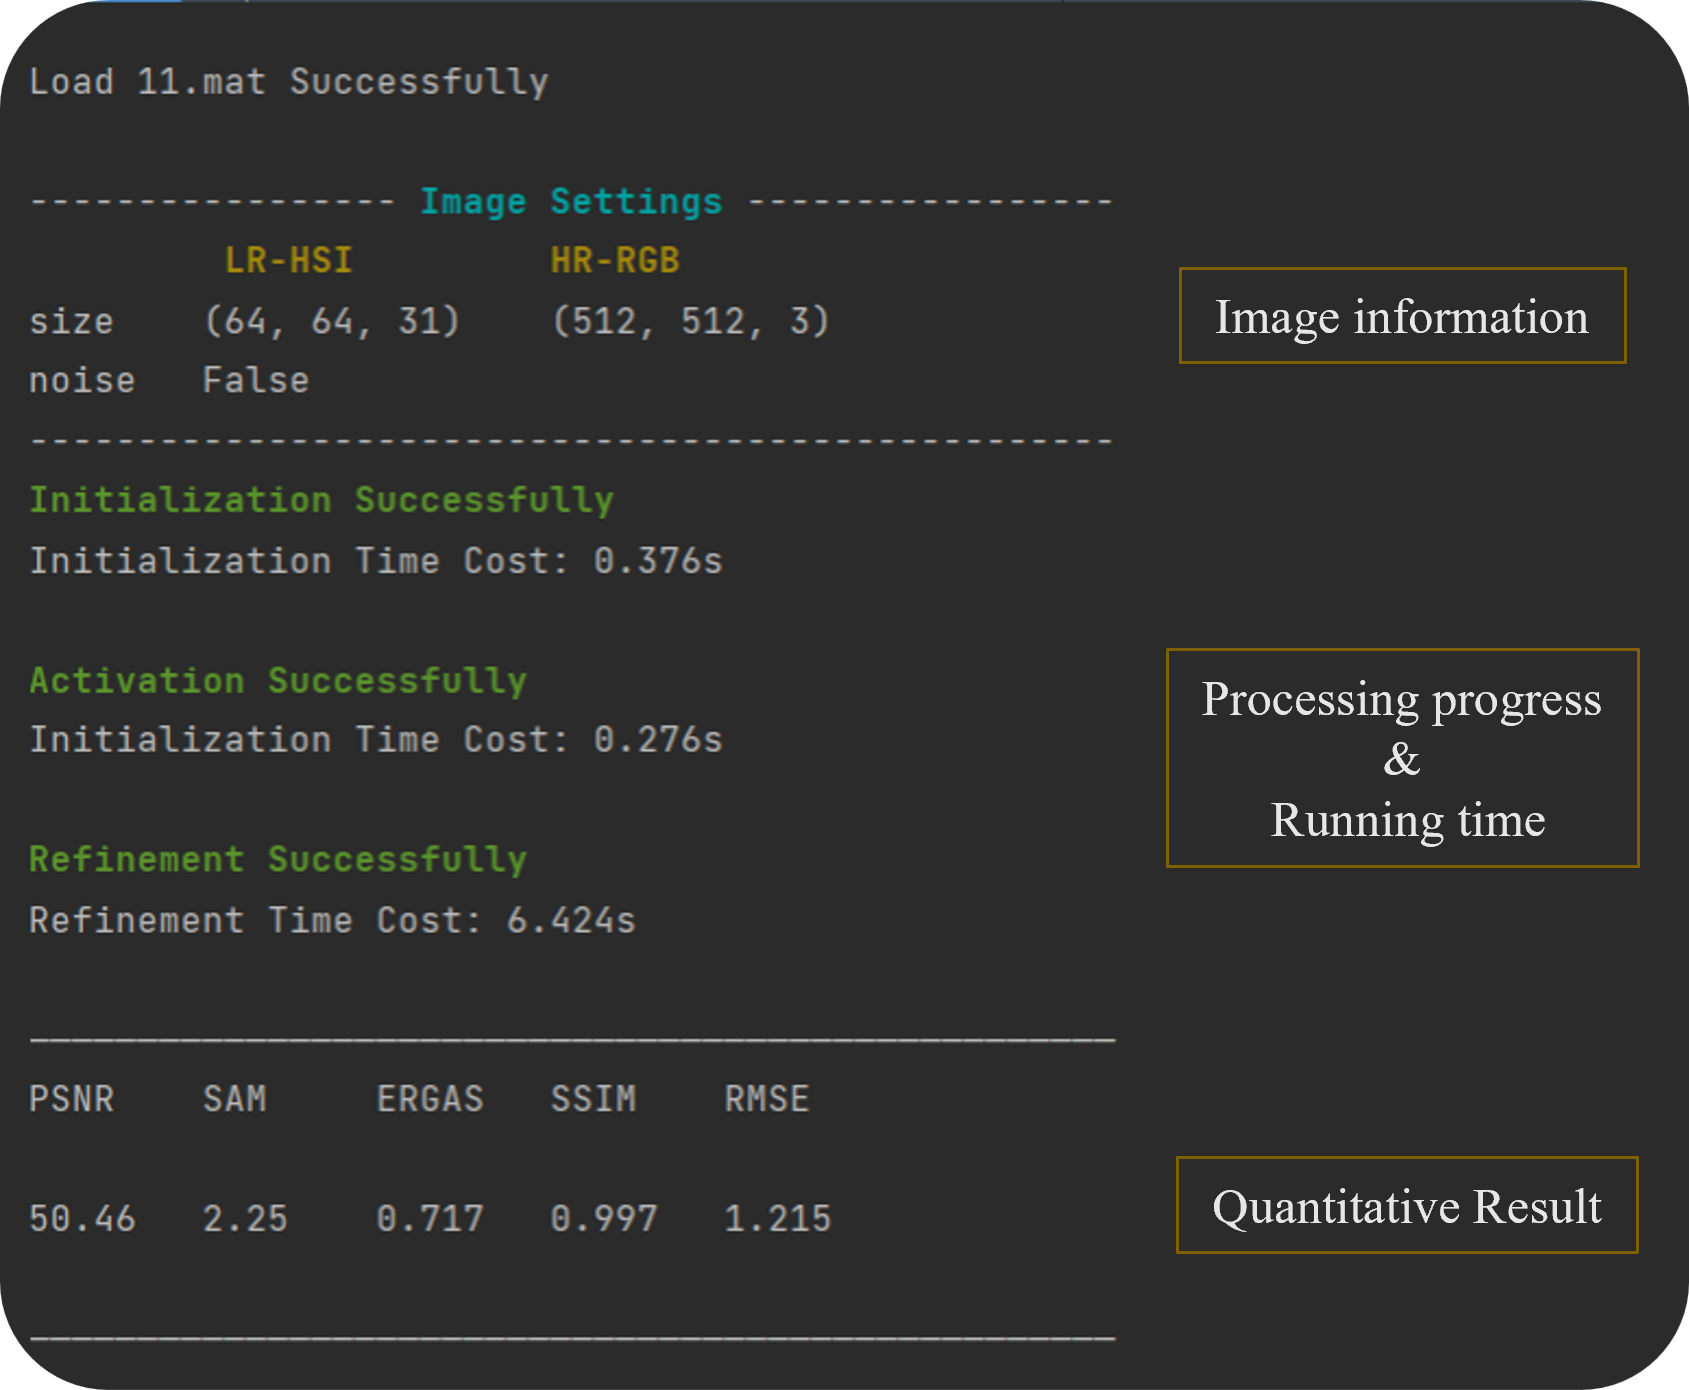 Load 11.mat Successfully
----------------- Image Settings -----------------
LR-HSI HR-RGB
size (64, 64, 31) (512, 512, 3)
noise False
--------------------------------------------------
Image information
Initialization Successfully
Initialization Time Cost: 0.376s
Activation Successfully
Initialization Time Cost: 0.276s
Refinement Successfully
Refinement Time Cost: 6.424s
Processing progress
&
Running time
PSNR SAM ERGAS SSIM RMSE
50.46 2.25 0.717 0.997 1.215
Quantitative Result